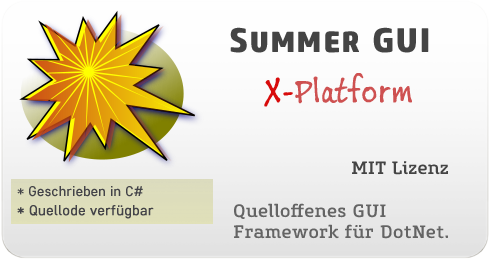 Summer GUI
X-Platform
MIT Lizenz
* Geschrieben in C#
* Quellode verfügbar
Quelloffenes GUI
Framework für DotNet.